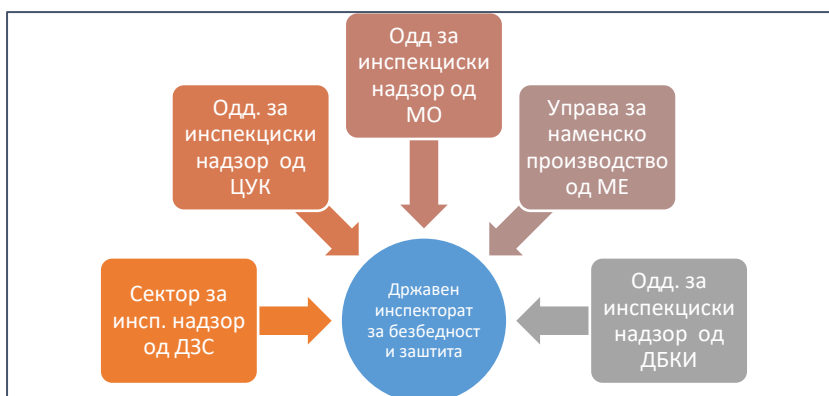 Одд за
инспекциски
надзор од
МО
Одд. за
инспекциски
надзор од
ЦУК
Управа за
наменско
производство
од МЕ
Сектор за
инсп. надзор
од ДЗС
Државен
инспекторат
за безбедност
и заштита
Одд. за
инспекциски
надзор од
ДБКИ